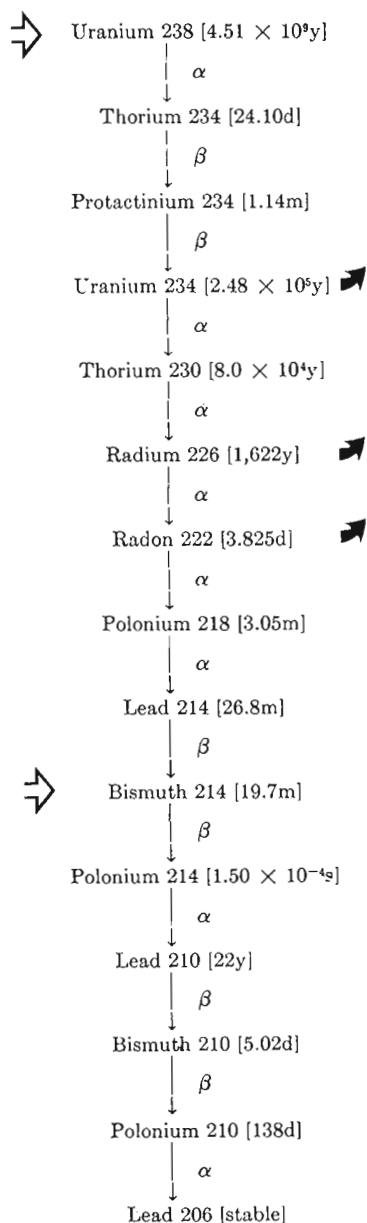 Uranium 238 [4.51 × 10⁹y]
α
Thorium 234 [24.10d]
β
Protactinium 234 [1.14m]
β
Uranium 234 [2.48 × 10⁵y]
α
Thorium 230 [8.0 × 10⁴y]
α
Radium 226 [1,622y]
α
Radon 222 [3.825d]
α
Polonium 218 [3.05m]
α
Lead 214 [26.8m]
β
Bismuth 214 [19.7m]
β
Polonium 214 [1.50 × 10⁻⁴s]
α
Lead 210 [22y]
β
Bismuth 210 [5.02d]
β
Polonium 210 [138d]
α
Lead 206 [stable]